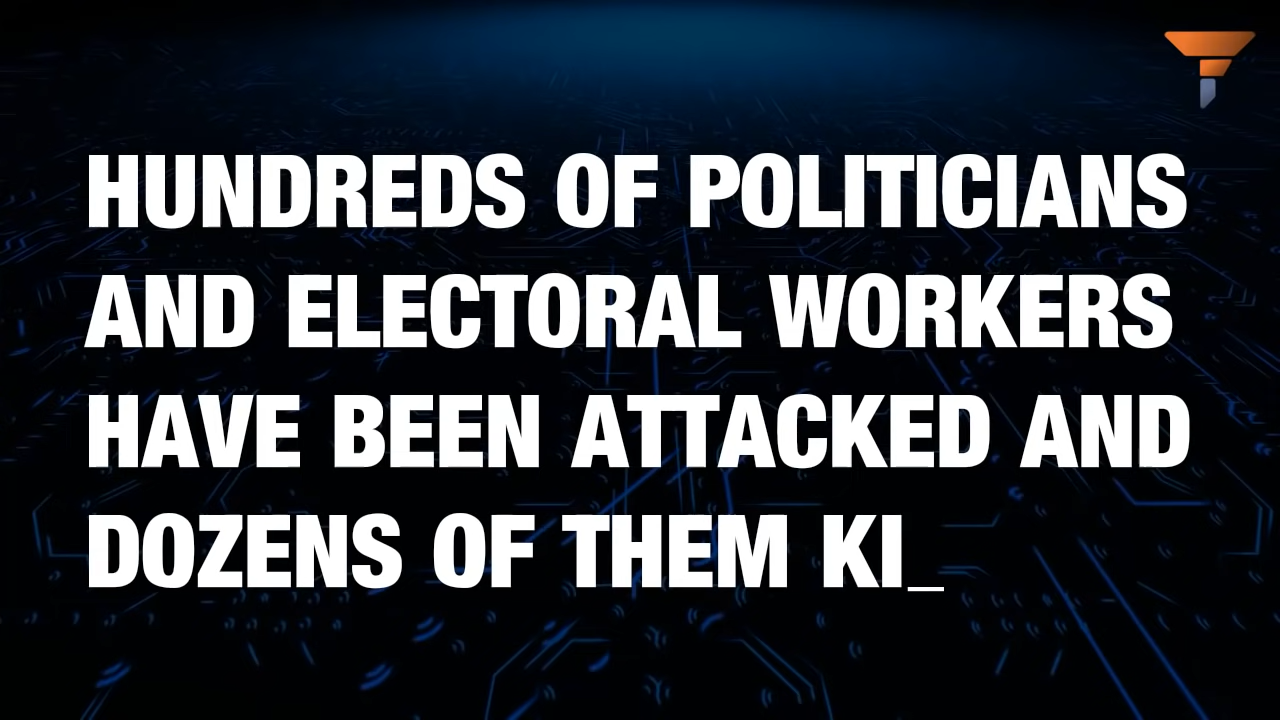 HUNDREDS OF POLITICIANS
AND ELECTORAL WORKERS
HAVE BEEN ATTACKED AND
DOZENS OF THEM KI_